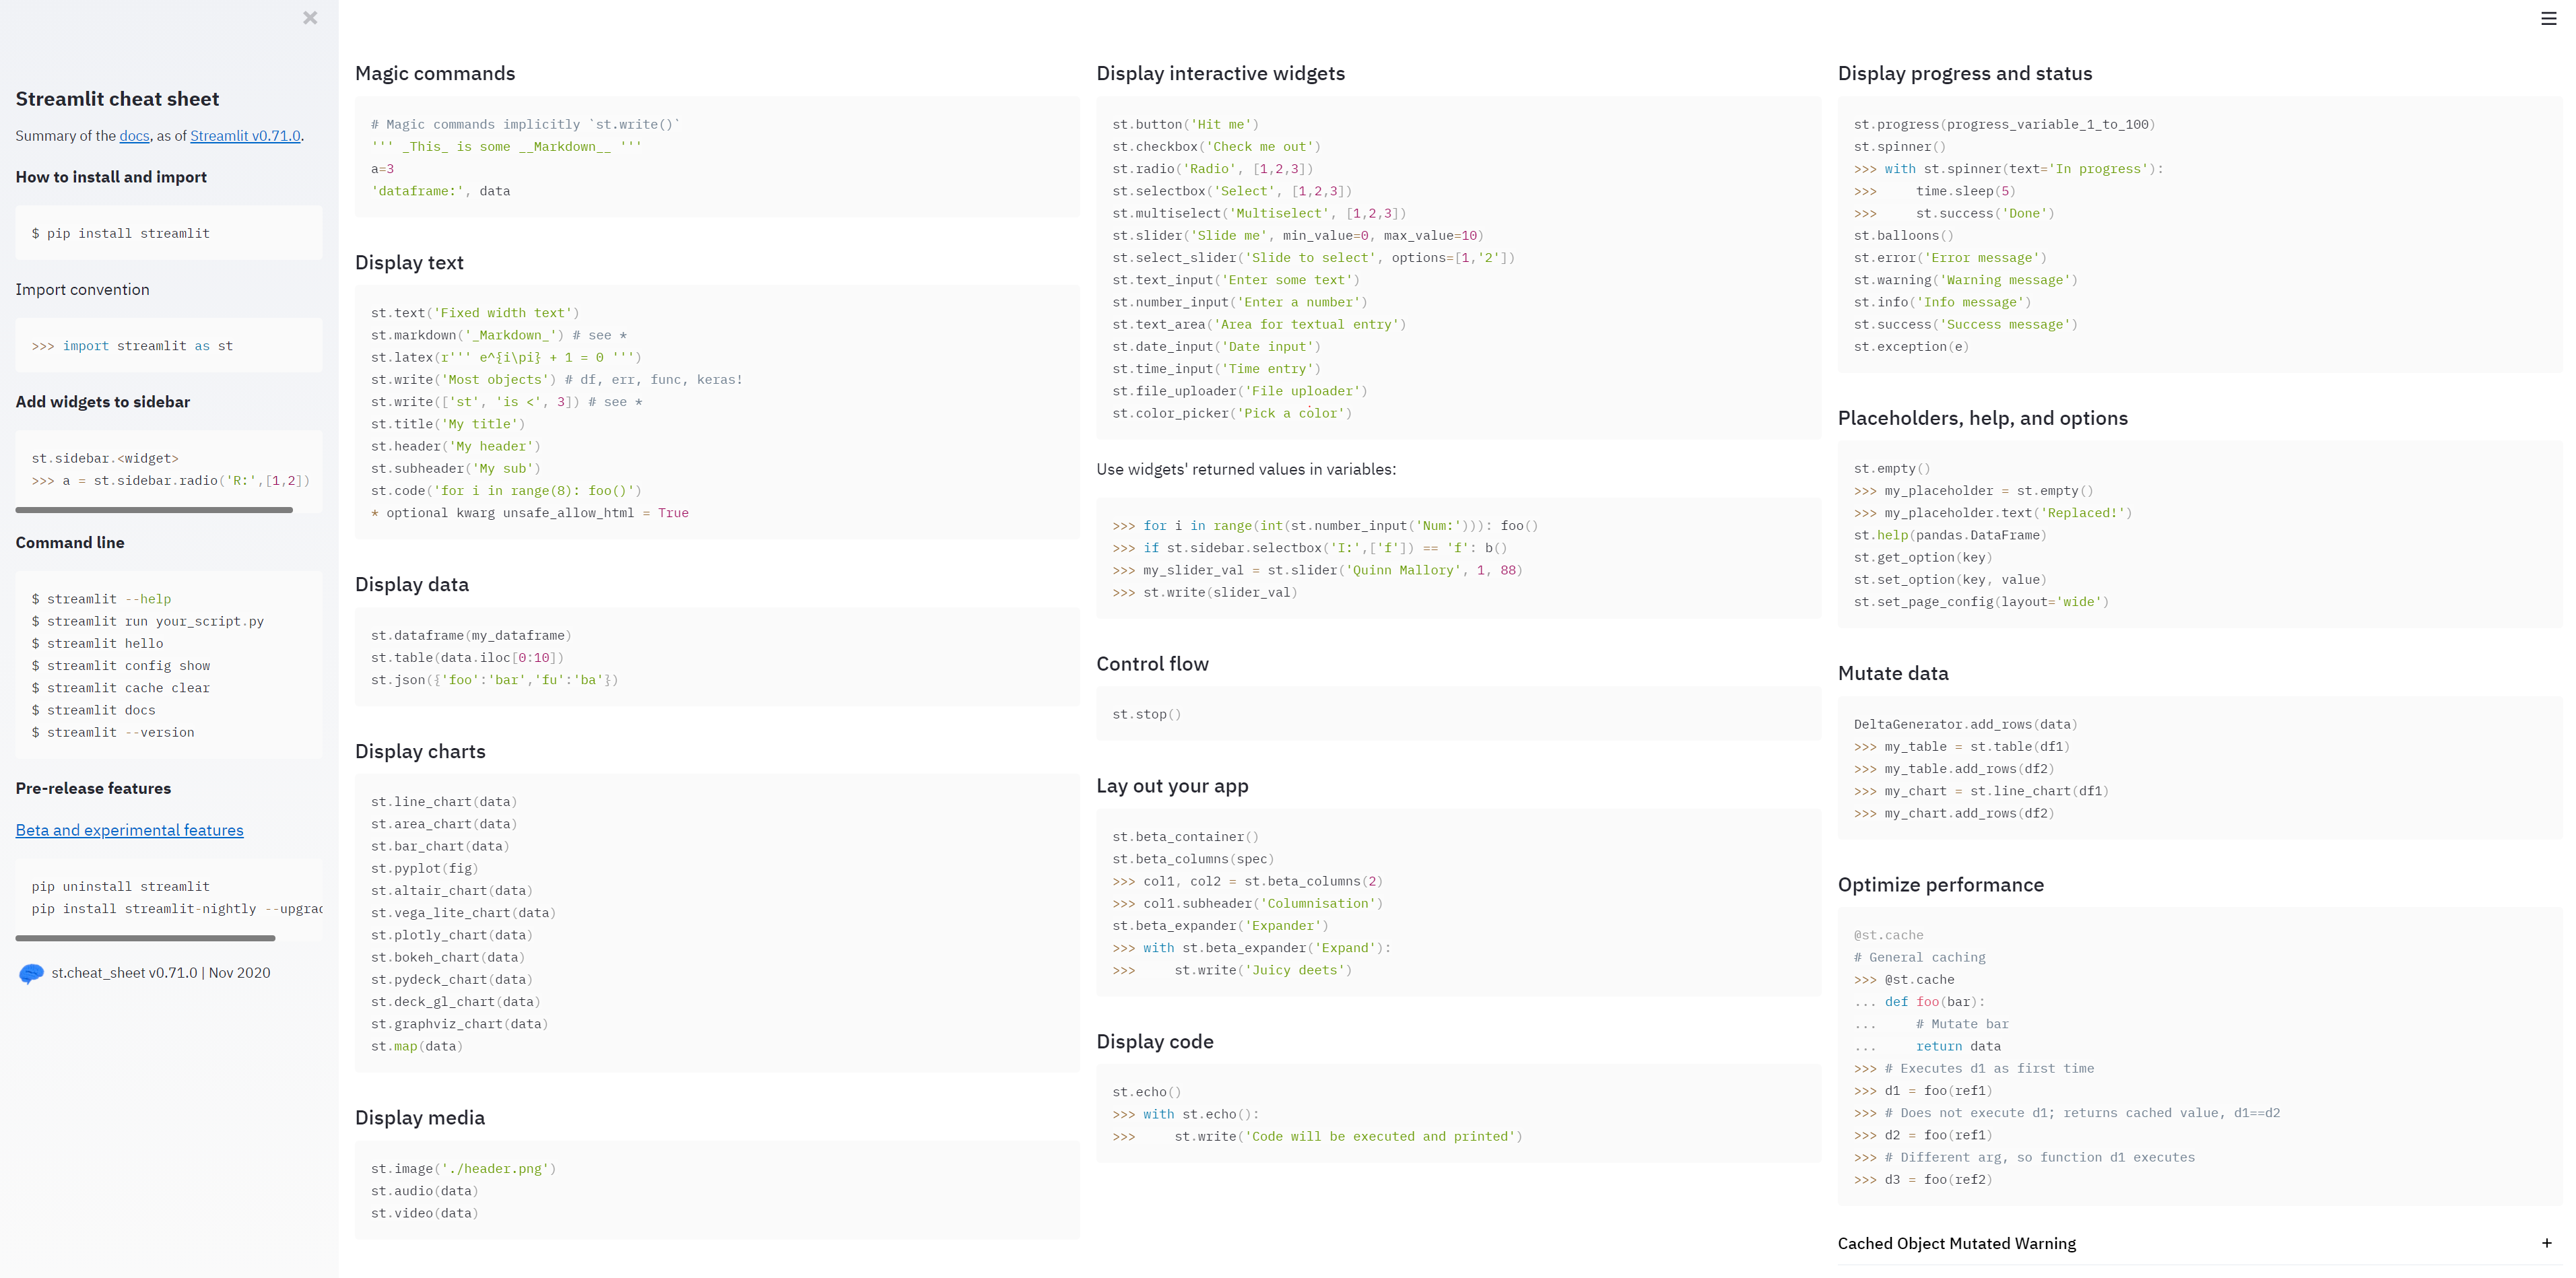 ×
Streamlit cheat sheet
Summary of the docs, as of Streamlit v0.71.0.
How to install and import
$ pip install streamlit
Import convention
>>> import streamlit as st
Add widgets to sidebar
st.sidebar.<widget>
>>> a = st.sidebar.radio('R:',[1,2])
Command line
$ streamlit --help
$ streamlit run your_script.py
$ streamlit hello
$ streamlit config show
$ streamlit cache clear
$ streamlit docs
$ streamlit --version
Pre-release features
Beta and experimental features
pip uninstall streamlit
pip install streamlit-nightly --upgrad
st.cheat_sheet v0.71.0 | Nov 2020
Magic commands
# Magic commands implicitly `st.write()`
''' _This_ is some __Markdown__ '''
a=3
'dataframe:', data
Display text
st.text('Fixed width text')
st.markdown('_Markdown_') # see *
st.latex(r''' e^{i\pi} + 1 = 0 ''')
st.write('Most objects') # df, err, func, keras!
st.write(['st', 'is <', 3]) # see *
st.title('My title')
st.header('My header')
st.subheader('My sub')
st.code('for i in range(8): foo()')
* optional kwarg unsafe_allow_html = True
Display data
st.dataframe(my_dataframe)
st.table(data.iloc[0:10])
st.json({'foo':'bar','fu':'ba'})
Display charts
st.line_chart(data)
st.area_chart(data)
st.bar_chart(data)
st.pyplot(fig)
st.altair_chart(data)
st.vega_lite_chart(data)
st.plotly_chart(data)
st.bokeh_chart(data)
st.pydeck_chart(data)
st.deck_gl_chart(data)
st.graphviz_chart(data)
st.map(data)
Display media
st.image('./header.png')
st.audio(data)
st.video(data)
Display interactive widgets
st.button('Hit me')
st.checkbox('Check me out')
st.radio('Radio', [1,2,3])
st.selectbox('Select', [1,2,3])
st.multiselect('Multiselect', [1,2,3])
st.slider('Slide me', min_value=0, max_value=10)
st.select_slider('Slide to select', options=[1,'2'])
st.text_input('Enter some text')
st.number_input('Enter a number')
st.text_area('Area for textual entry')
st.date_input('Date input')
st.time_input('Time entry')
st.file_uploader('File uploader')
st.color_picker('Pick a color')
Use widgets' returned values in variables:
>>> for i in range(int(st.number_input('Num:'))): foo()
>>> if st.sidebar.selectbox('I:',['f']) == 'f': b()
>>> my_slider_val = st.slider('Quinn Mallory', 1, 88)
>>> st.write(slider_val)
Control flow
st.stop()
Lay out your app
st.beta_container()
st.beta_columns(spec)
>>> col1, col2 = st.beta_columns(2)
>>> col1.subheader('Columnisation')
st.beta_expander('Expander')
>>> with st.beta_expander('Expand'):
>>>     st.write('Juicy deets')
Display code
st.echo()
>>> with st.echo():
>>>     st.write('Code will be executed and printed')
Display progress and status
st.progress(progress_variable_1_to_100)
st.spinner()
>>> with st.spinner(text='In progress'):
>>>     time.sleep(5)
>>>     st.success('Done')
st.balloons()
st.error('Error message')
st.warning('Warning message')
st.info('Info message')
st.success('Success message')
st.exception(e)
Placeholders, help, and options
st.empty()
>>> my_placeholder = st.empty()
>>> my_placeholder.text('Replaced!')
st.help(pandas.DataFrame)
st.get_option(key)
st.set_option(key, value)
st.set_page_config(layout='wide')
Mutate data
DeltaGenerator.add_rows(data)
>>> my_table = st.table(df1)
>>> my_table.add_rows(df2)
>>> my_chart = st.line_chart(df1)
>>> my_chart.add_rows(df2)
Optimize performance
@st.cache
# General caching
>>> @st.cache
... def foo(bar):
...     # Mutate bar
...     return data
>>> # Executes d1 as first time
>>> d1 = foo(ref1)
>>> # Does not execute d1; returns cached value, d1==d2
>>> d2 = foo(ref1)
>>> # Different arg, so function d1 executes
>>> d3 = foo(ref2)
Cached Object Mutated Warning +